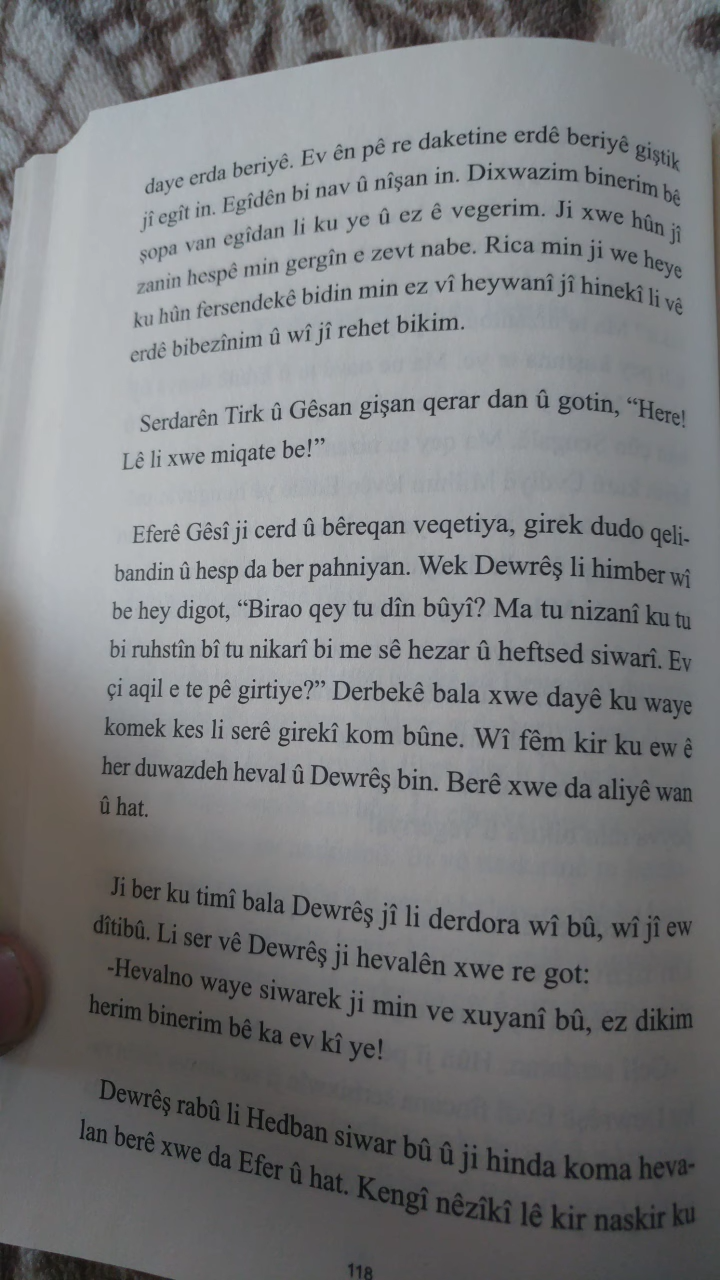 daye erda beriyê. Ev ên pê re daketine erdê beriyê giştik
jî egît in. Egîdên bi nav û nîşan in. Dixwazim binerim bê
şopa van egîdan li ku ye û ez ê vegerim. Ji xwe hûn jî
zanin hespê min gergîn e zevt nabe. Rica min ji we heye
ku hûn fersendekê bidin min ez vî heywanî jî hinekî li vê
erdê bibezînim û wî jî rehet bikim.
Serdarên Tirk û Gêsan gişan qerar dan û gotin, “Here!
Lê li xwe miqate be!”
Eferê Gêsî ji cerd û bêreqan veqetiya, girek dudo qeli-
bandin û hesp da ber pahniyan. Wek Dewrêş li himber wî
be hey digot, “Birao qey tu dîn bûyî? Ma tu nizanî ku tu
bi ruhstîn bî tu nikarî bi me sê hezar û heftsed siwarî. Ev
çi aqil e te pê girtiye?” Derbekê bala xwe dayê ku waye
komek kes li serê girekî kom bûne. Wî fêm kir ku ew ê
her duwazdeh heval û Dewrêş bin. Berê xwe da aliyê wan
û hat.
Ji ber ku timî bala Dewrêş jî li derdora wî bû, wî jî ew
dîtibû. Li ser vê Dewrêş ji hevalên xwe re got:
-Hevalno waye siwarek ji min ve xuyanî bû, ez dikim
herim binerim bê ka ev kî ye!
Dewrêş rabû li Hedban siwar bû û ji hinda koma heva-
lan berê xwe da Efer û hat. Kengî nêzîkî lê kir naskir ku
118